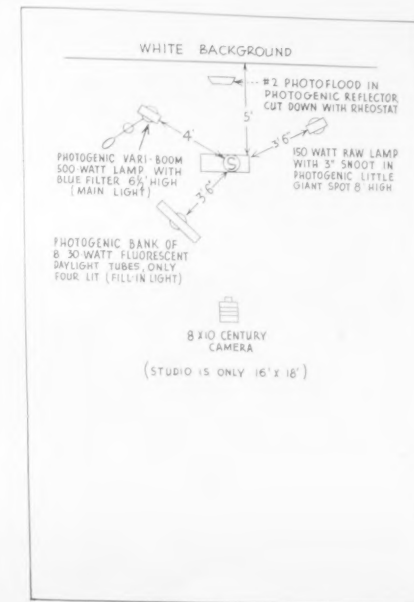 WHITE BACKGROUND
#2 PHOTOFLOOD IN
PHOTOGENIC REFLECTOR,
CUT DOWN WITH RHEOSTAT
5'
4'
3'6"
PHOTOGENIC VARI-BOOM
500-WATT LAMP WITH
BLUE FILTER 6½' HIGH
(MAIN LIGHT)
S
150 WATT RAW LAMP
WITH 3" SNOOT IN
PHOTOGENIC LITTLE
GIANT SPOT 8' HIGH
3'6"
PHOTOGENIC BANK OF
8 30-WATT FLUORESCENT
DAYLIGHT TUBES, ONLY
FOUR LIT (FILL-IN LIGHT)
8 X 10 CENTURY
CAMERA
(STUDIO IS ONLY 16' X 18')